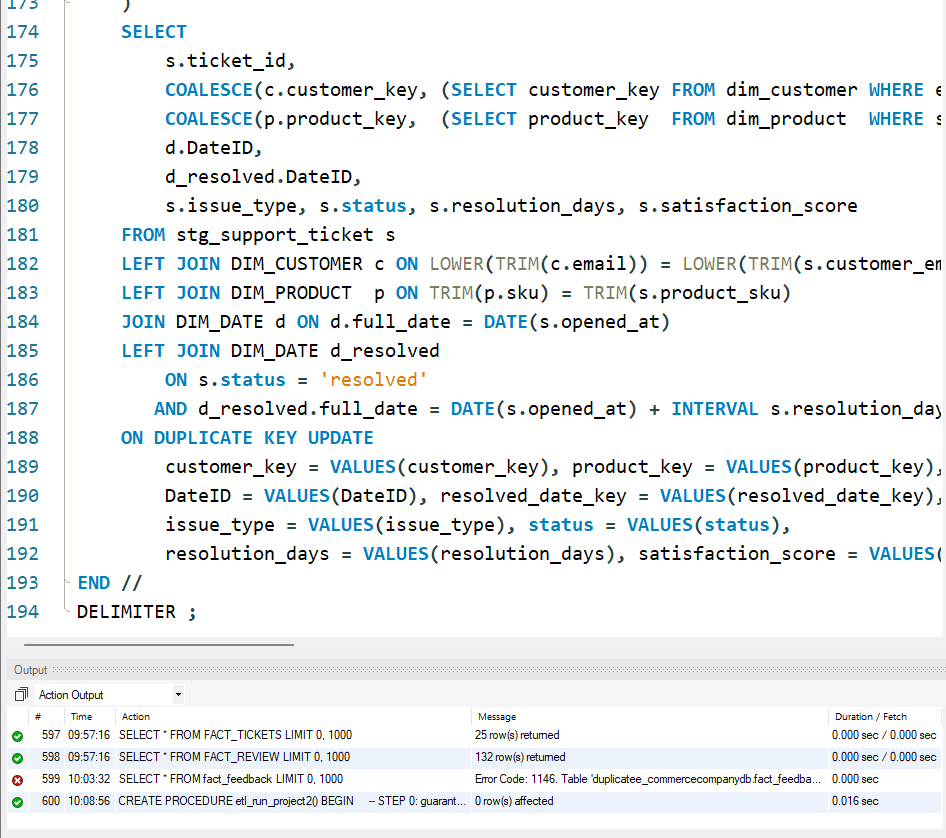 173 )
174 SELECT
175 s.ticket_id,
176 COALESCE(c.customer_key, (SELECT customer_key FROM dim_customer WHERE e
177 COALESCE(p.product_key, (SELECT product_key FROM dim_product WHERE s
178 d.DateID,
179 d_resolved.DateID,
180 s.issue_type, s.status, s.resolution_days, s.satisfaction_score
181 FROM stg_support_ticket s
182 LEFT JOIN DIM_CUSTOMER c ON LOWER(TRIM(c.email)) = LOWER(TRIM(s.customer_em
183 LEFT JOIN DIM_PRODUCT p ON TRIM(p.sku) = TRIM(s.product_sku)
184 JOIN DIM_DATE d ON d.full_date = DATE(s.opened_at)
185 LEFT JOIN DIM_DATE d_resolved
186 ON s.status = 'resolved'
187 AND d_resolved.full_date = DATE(s.opened_at) + INTERVAL s.resolution_day
188 ON DUPLICATE KEY UPDATE
189 customer_key = VALUES(customer_key), product_key = VALUES(product_key),
190 DateID = VALUES(DateID), resolved_date_key = VALUES(resolved_date_key),
191 issue_type = VALUES(issue_type), status = VALUES(status),
192 resolution_days = VALUES(resolution_days), satisfaction_score = VALUES(
193 END //
194 DELIMITER ;
Output
Action Output
# Time Action Message Duration / Fetch
597 09:57:16 SELECT * FROM FACT_TICKETS LIMIT 0, 1000 25 row(s) returned 0.000 sec / 0.000 sec
598 09:57:16 SELECT * FROM FACT_REVIEW LIMIT 0, 1000 132 row(s) returned 0.000 sec / 0.000 sec
599 10:03:32 SELECT * FROM fact_feedback LIMIT 0, 1000 Error Code: 1146. Table 'duplicatee_commercecompanydb.fact_feedba... 0.000 sec
600 10:08:56 CREATE PROCEDURE etl_run_project2() BEGIN -- STEP 0: guarant... 0 row(s) affected 0.016 sec